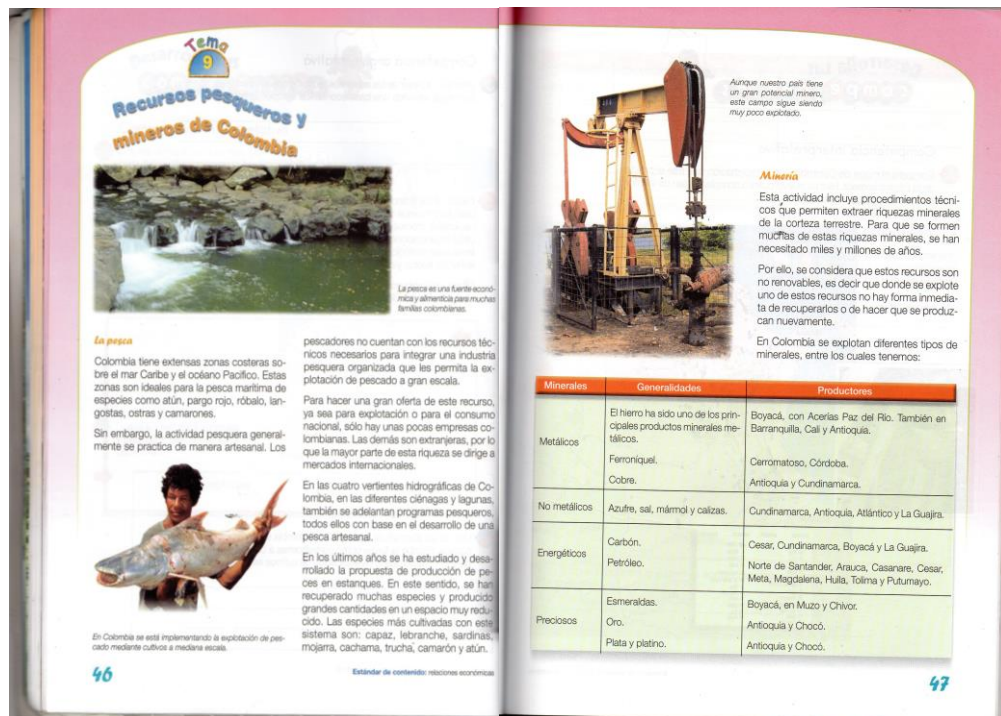 Tema
9
Recursos pesqueros y
mineros de Colombia
La pesca es una fuente econó-
mica y alimenticia para muchas
familias colombianas.
La pesca
Colombia tiene extensas zonas costeras so-
bre el mar Caribe y el océano Pacífico. Estas
zonas son ideales para la pesca marítima de
especies como atún, pargo rojo, róbalo, lan-
gostas, ostras y camarones.
Sin embargo, la actividad pesquera general-
mente se practica de manera artesanal. Los
En Colombia se está implementando la explotación de pes-
cado mediante cultivos a mediana escala.
pescadores no cuentan con los recursos téc-
nicos necesarios para integrar una industria
pesquera organizada que les permita la ex-
plotación de pescado a gran escala.
Para hacer una gran oferta de este recurso,
ya sea para explotación o para el consumo
nacional, sólo hay unas pocas empresas co-
lombianas. Las demás son extranjeras, por lo
que la mayor parte de esta riqueza se dirige a
mercados internacionales.
En las cuatro vertientes hidrográficas de Co-
lombia, en las diferentes ciénagas y lagunas,
también se adelantan programas pesqueros,
todos ellos con base en el desarrollo de una
pesca artesanal.
En los últimos años se ha estudiado y desa-
rrollado la propuesta de producción de pe-
ces en estanques. En este sentido, se han
recuperado muchas especies y producido
grandes cantidades en un espacio muy redu-
cido. Las especies más cultivadas con este
sistema son: capaz, lebranche, sardinas,
mojarra, cachama, trucha, camarón y atún.
46
Estándar de contenido: relaciones económicas
Aunque nuestro país tiene
un gran potencial minero,
este campo sigue siendo
muy poco explotado.
Minería
Esta actividad incluye procedimientos técni-
cos que permiten extraer riquezas minerales
de la corteza terrestre. Para que se formen
muchas de estas riquezas minerales, se han
necesitado miles y millones de años.
Por ello, se considera que estos recursos son
no renovables, es decir que donde se explote
uno de estos recursos no hay forma inmedia-
ta de recuperarlos o de hacer que se produz-
can nuevamente.
En Colombia se explotan diferentes tipos de
minerales, entre los cuales tenemos:
Minerales Generalidades Productores
Metálicos
El hierro ha sido uno de los prin-
cipales productos minerales me-
tálicos.
Boyacá, con Acerías Paz del Río. También en
Barranquilla, Cali y Antioquia.
Ferroníquel. Cerromatoso, Córdoba.
Cobre. Antioquia y Cundinamarca.
No metálicos Azufre, sal, mármol y calizas. Cundinamarca, Antioquia, Atlántico y La Guajira.
Energéticos
Carbón. Cesar, Cundinamarca, Boyacá y La Guajira.
Petróleo. Norte de Santander, Arauca, Casanare, Cesar,
Meta, Magdalena, Huila, Tolima y Putumayo.
Preciosos
Esmeraldas. Boyacá, en Muzo y Chivor.
Oro. Antioquia y Chocó.
Plata y platino. Antioquia y Chocó.
47